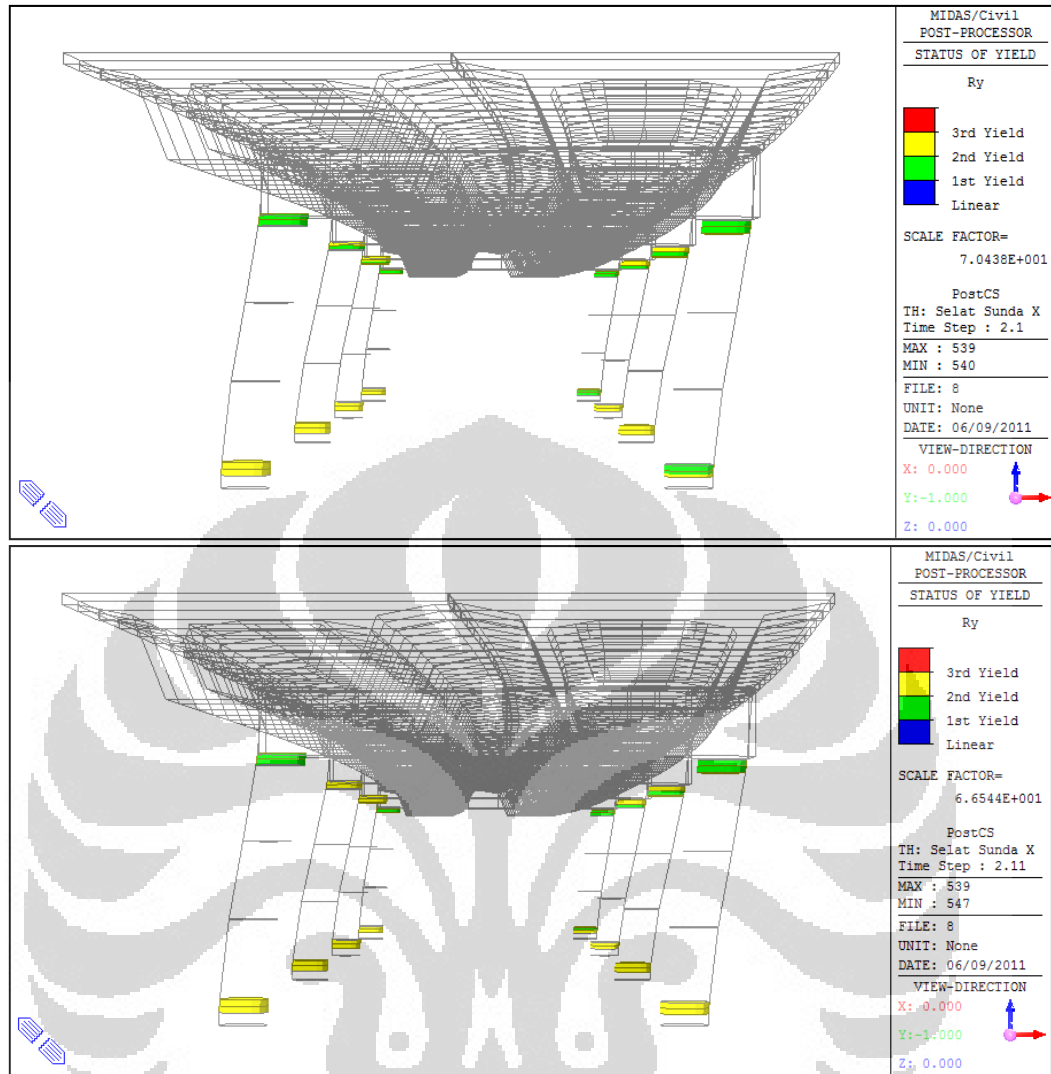 MIDAS/Civil
POST-PROCESSOR
STATUS OF YIELD
Ry
3rd Yield
2nd Yield
1st Yield
Linear
SCALE FACTOR=
7.0438E+001
PostCS
TH: Selat Sunda X
Time Step : 2.1
MAX : 539
MIN : 540
FILE: 8
UNIT: None
DATE: 06/09/2011
VIEW-DIRECTION
X: 0.000
Y:-1.000
Z: 0.000
MIDAS/Civil
POST-PROCESSOR
STATUS OF YIELD
Ry
3rd Yield
2nd Yield
1st Yield
Linear
SCALE FACTOR=
6.6544E+001
PostCS
TH: Selat Sunda X
Time Step : 2.11
MAX : 539
MIN : 547
FILE: 8
UNIT: None
DATE: 06/09/2011
VIEW-DIRECTION
X: 0.000
Y:-1.000
Z: 0.000